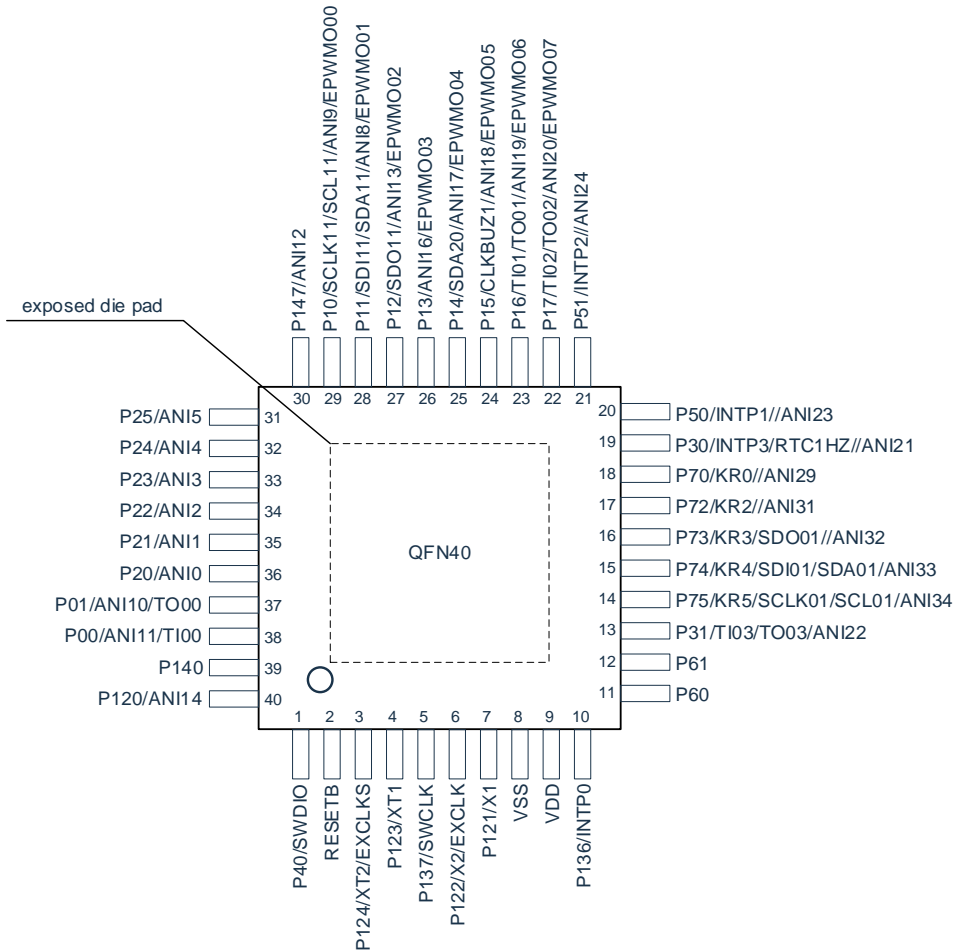 P147/ANI12
P10/SCLK11/SCL11/ANI9/EPWMO00
P11/SDI11/SDA11/ANI8/EPWMO01
P12/SDO11/ANI13/EPWMO02
P13/ANI16/EPWMO03
P14/SDA20/ANI17/EPWMO04
P15/CLKBUZ1/ANI18/EPWMO05
P16/TI01/TO01/ANI19/EPWMO06
P17/TI02/TO02/ANI20/EPWMO07
P51/INTP2//ANI24
exposed die pad
30 29 28 27 26 25 24 23 22 21
P25/ANI5 31
P24/ANI4 32
P23/ANI3 33
P22/ANI2 34
P21/ANI1 35
P20/ANI0 36
P01/ANI10/TO00 37
P00/ANI11/TI00 38
P140 39
P120/ANI14 40
QFN40
20 P50/INTP1//ANI23
19 P30/INTP3/RTC1HZ//ANI21
18 P70/KR0//ANI29
17 P72/KR2//ANI31
16 P73/KR3/SDO01//ANI32
15 P74/KR4/SDI01/SDA01/ANI33
14 P75/KR5/SCLK01/SCL01/ANI34
13 P31/TI03/TO03/ANI22
12 P61
11 P60
1 2 3 4 5 6 7 8 9 10
P40/SWDIO
RESETB
P124/XT2/EXCLKS
P123/XT1
P137/SWCLK
P122/X2/EXCLK
P121/X1
VSS
VDD
P136/INTP0